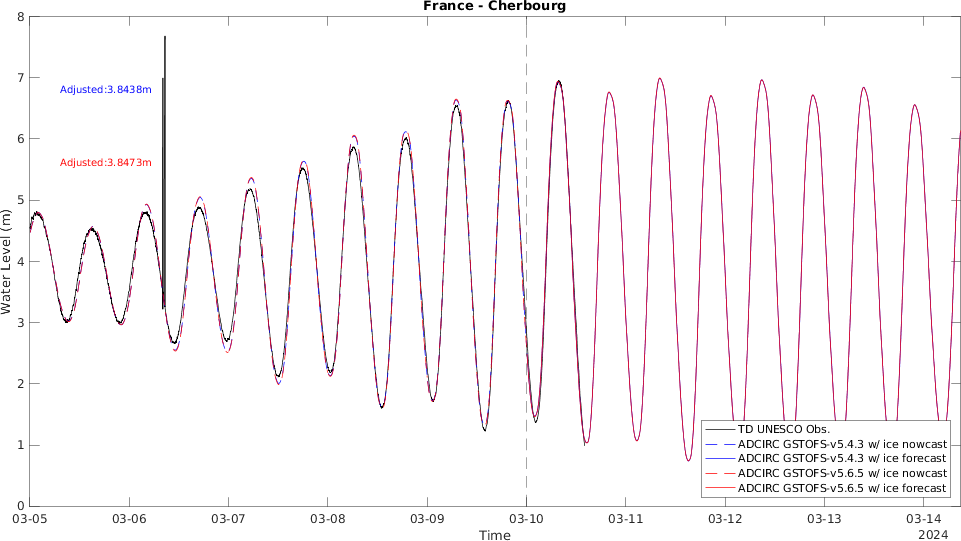 France - Cherbourg
8
7
6
5
4
3
2
1
0
Water Level (m)
Adjusted:3.8438m
Adjusted:3.8473m
TD UNESCO Obs.
ADCIRC GSTOFS-v5.4.3 w/ ice nowcast
ADCIRC GSTOFS-v5.4.3 w/ ice forecast
ADCIRC GSTOFS-v5.6.5 w/ ice nowcast
ADCIRC GSTOFS-v5.6.5 w/ ice forecast
03-05 03-06 03-07 03-08 03-09 03-10 03-11 03-12 03-13 03-14
Time
2024